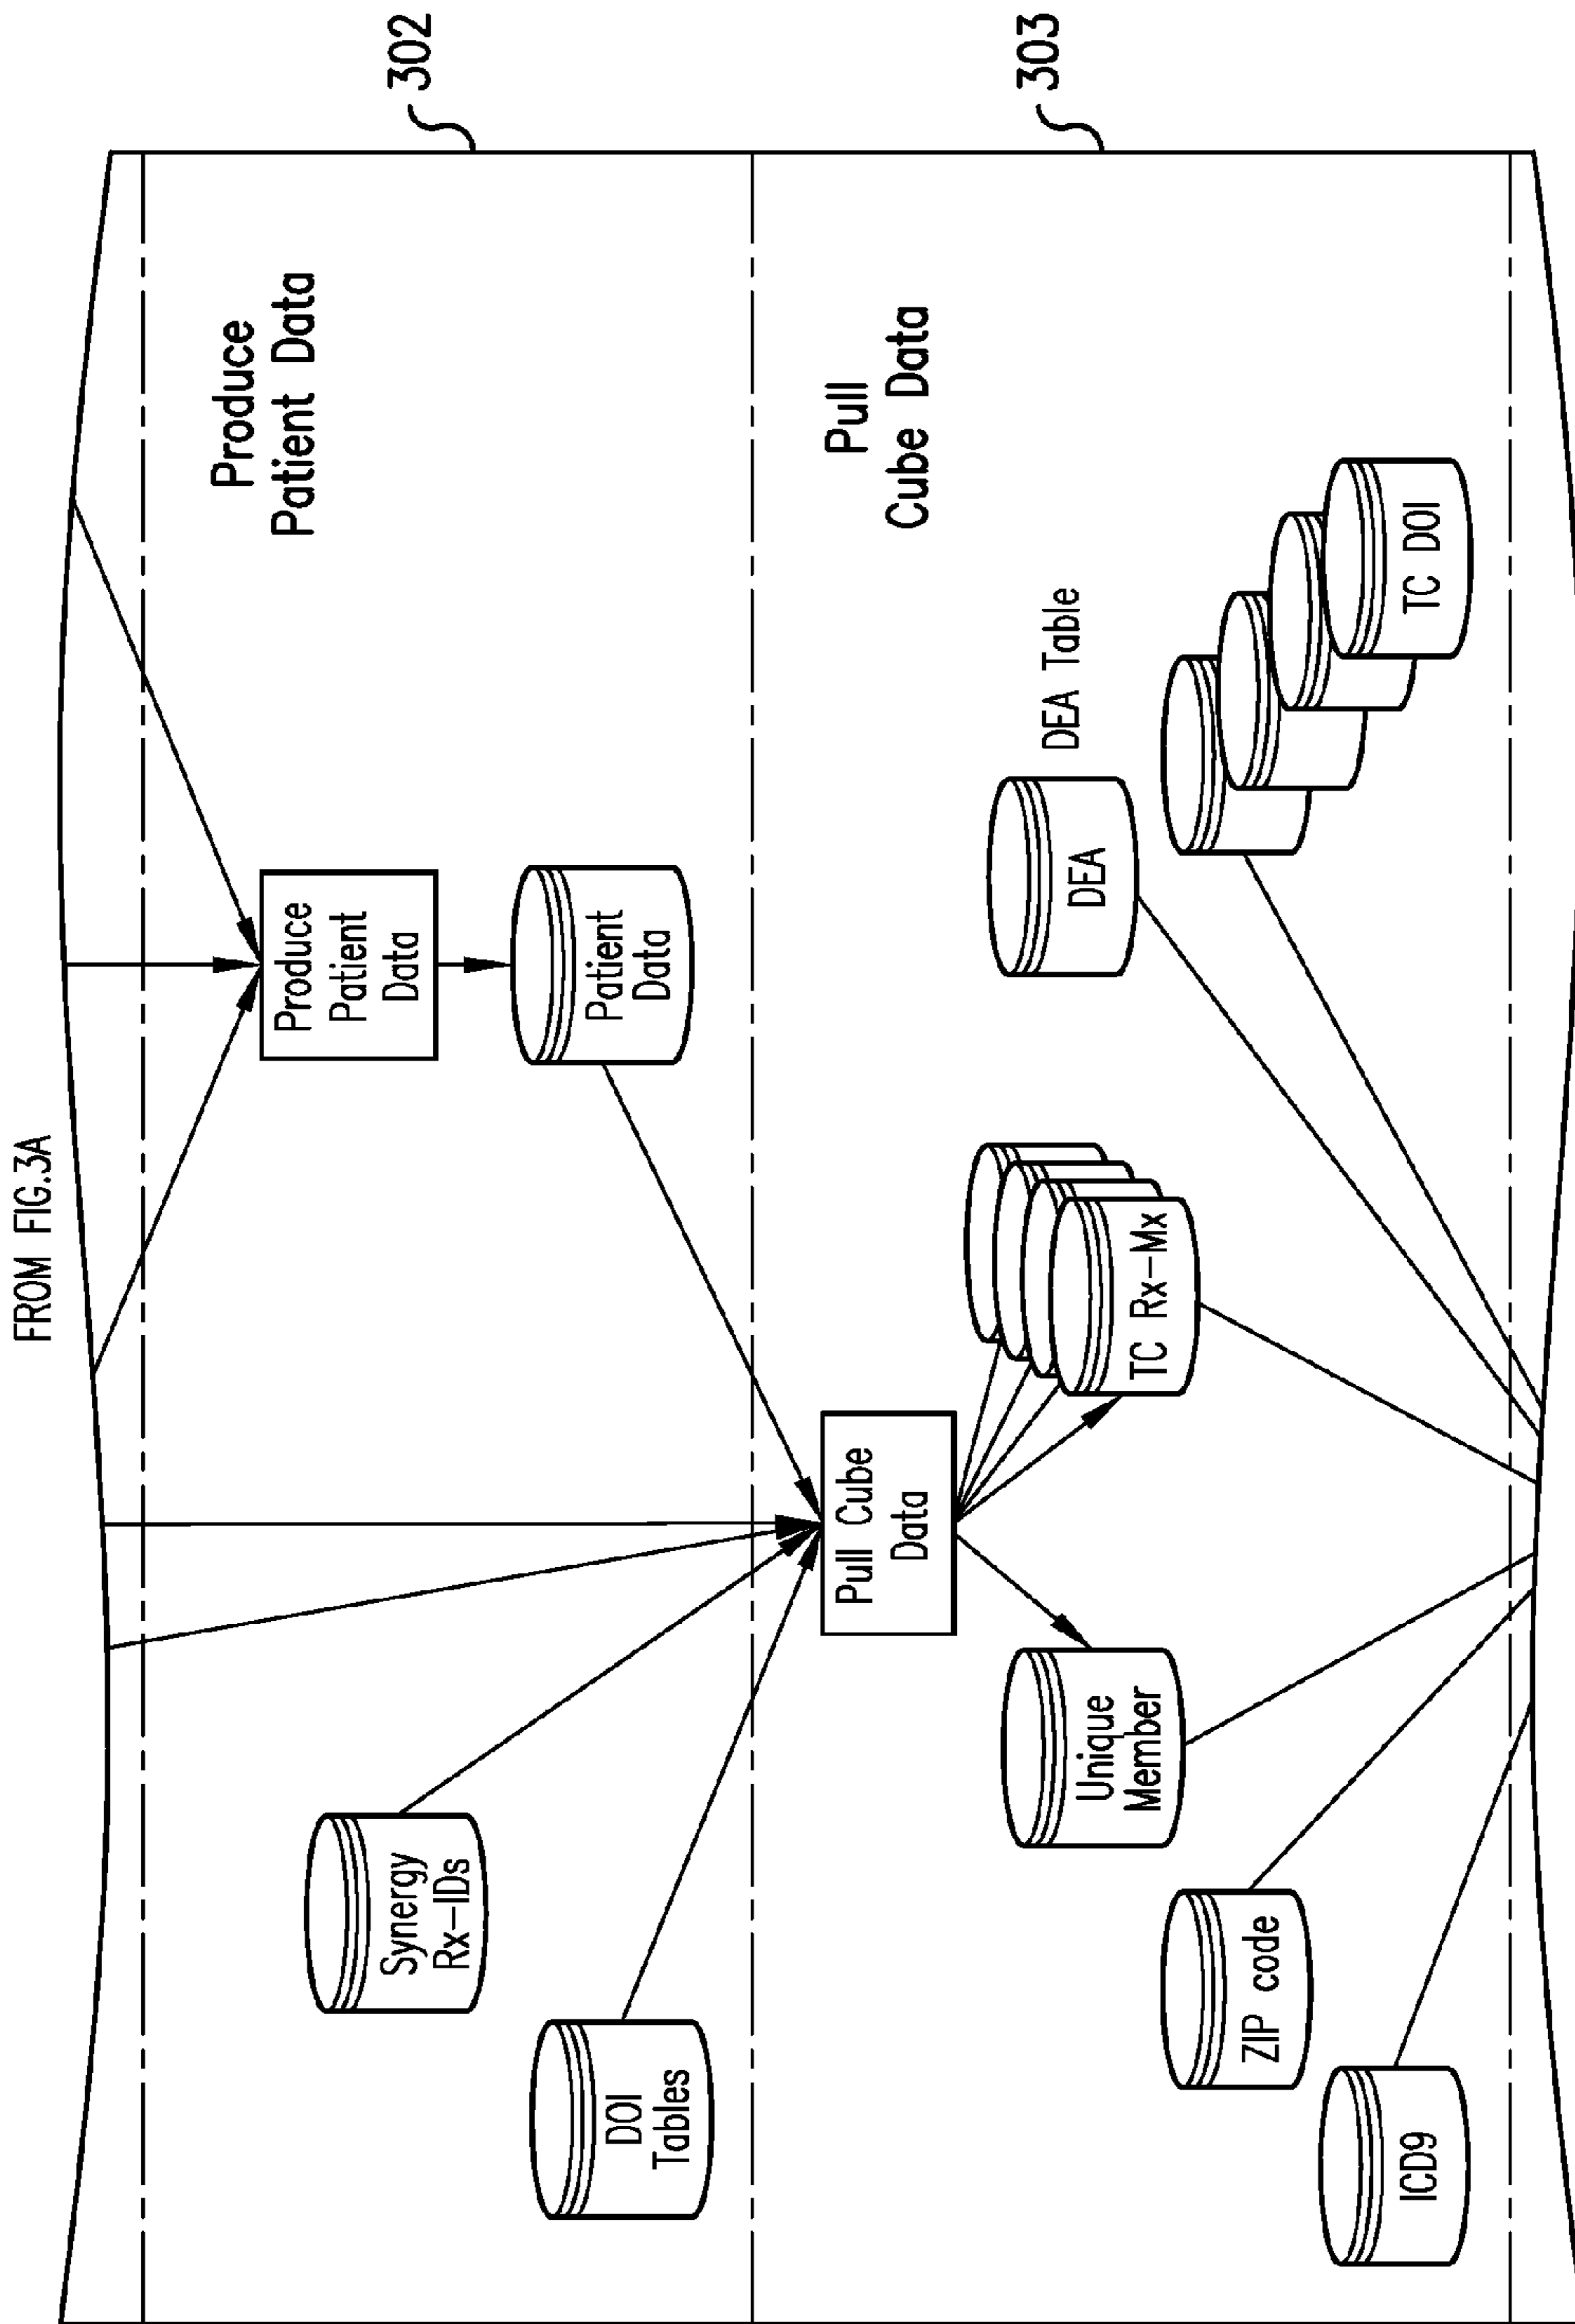 FROM FIG.3A
302
Produce
Patient Data
Produce
Patient
Data
Synergy
Rx-IDs
Patient
Data
DOI
Tables
303
Pull
Cube Data
Pull Cube
Data
DEA Table
DEA
Unique
Member
TC Rx-Mx
ZIP code
TC DOI
ICD9